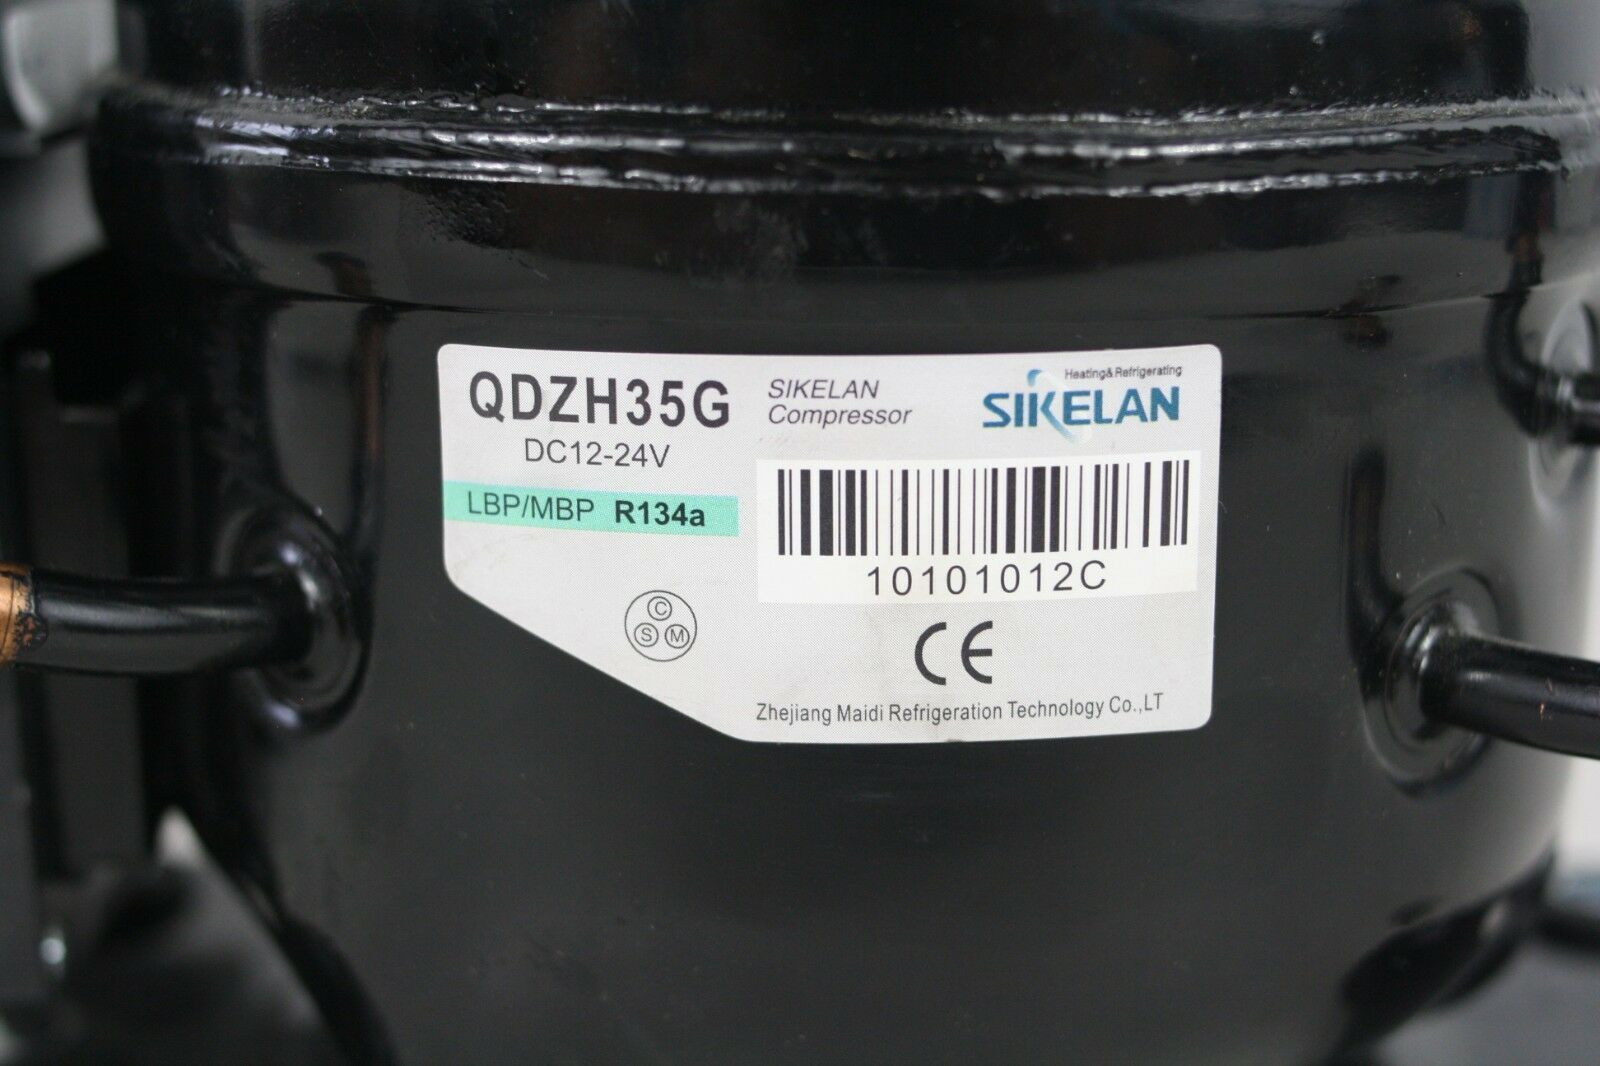 QDZH35G
DC12-24V
LBP/MBP R134a
SIKELAN
Compressor
Heating&Refrigerating
SIKELAN
10101012C
C
S M
CE
Zhejiang Maidi Refrigeration Technology Co.,LT